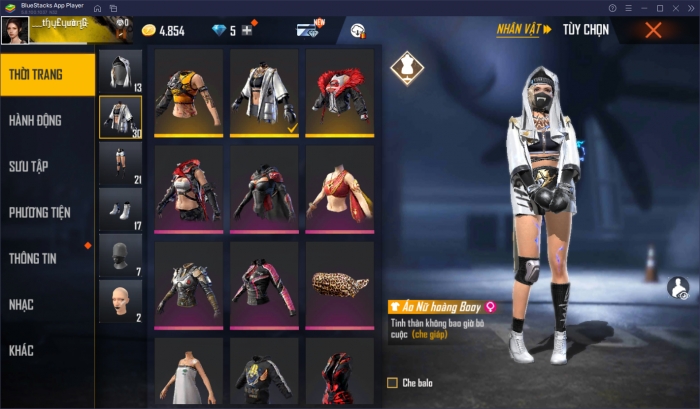 BlueStacks App Player
4.854
5
NEW
NHÂN VẬT
TÙY CHỌN
THỜI TRANG
HÀNH ĐỘNG
SƯU TẬP
PHƯƠNG TIỆN
THÔNG TIN
NHẠC
KHÁC
13
30
21
17
7
2
Áo Nữ hoàng Booy
Tinh thần không bao giờ bỏ
cuộc (che giáp)
Che balo